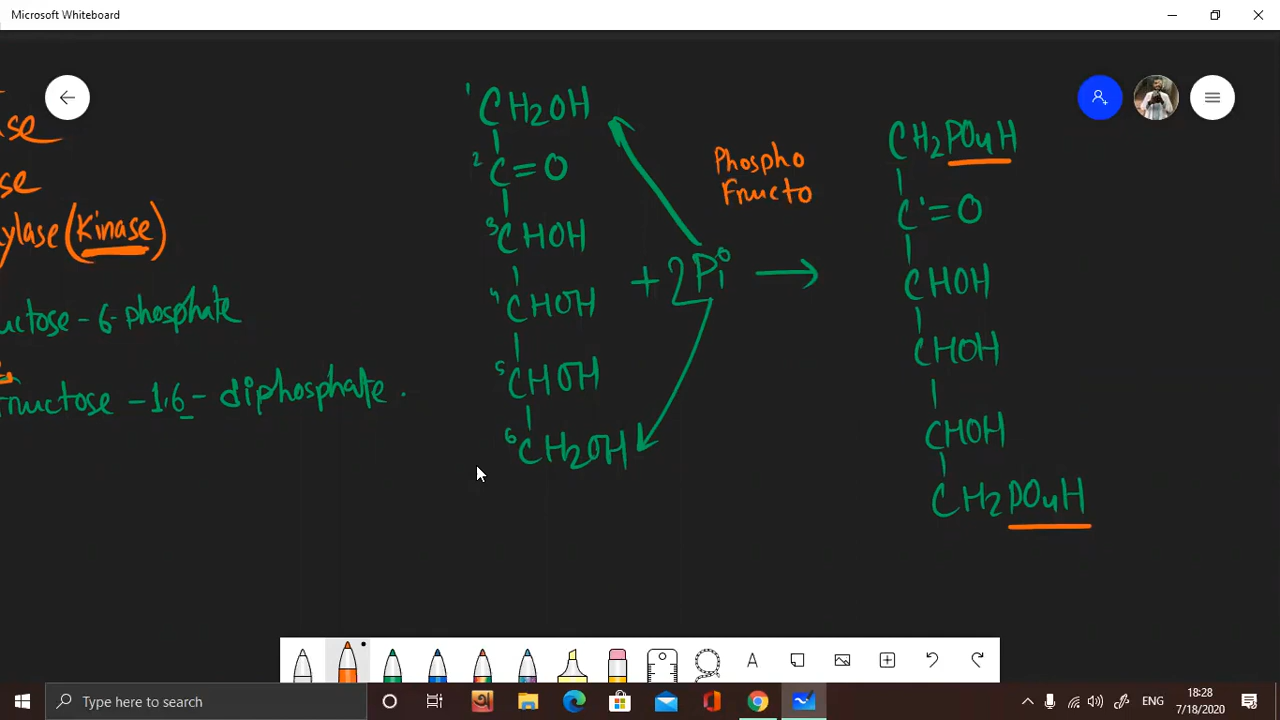 Microsoft Whiteboard
se
ylase (Kinase)
uctose - 6 - phosphate
Fructose - 1,6 - diphosphate.
1 CH2OH
2 C = O
3 CHOH
4 CHOH
5 CHOH
6 CH2OH
+ 2Pi
Phospho
Fructo
CH2PO4H
C = O
CHOH
CHOH
CHOH
CH2PO4H
A
Type here to search
ENG
18:28
7/18/2020